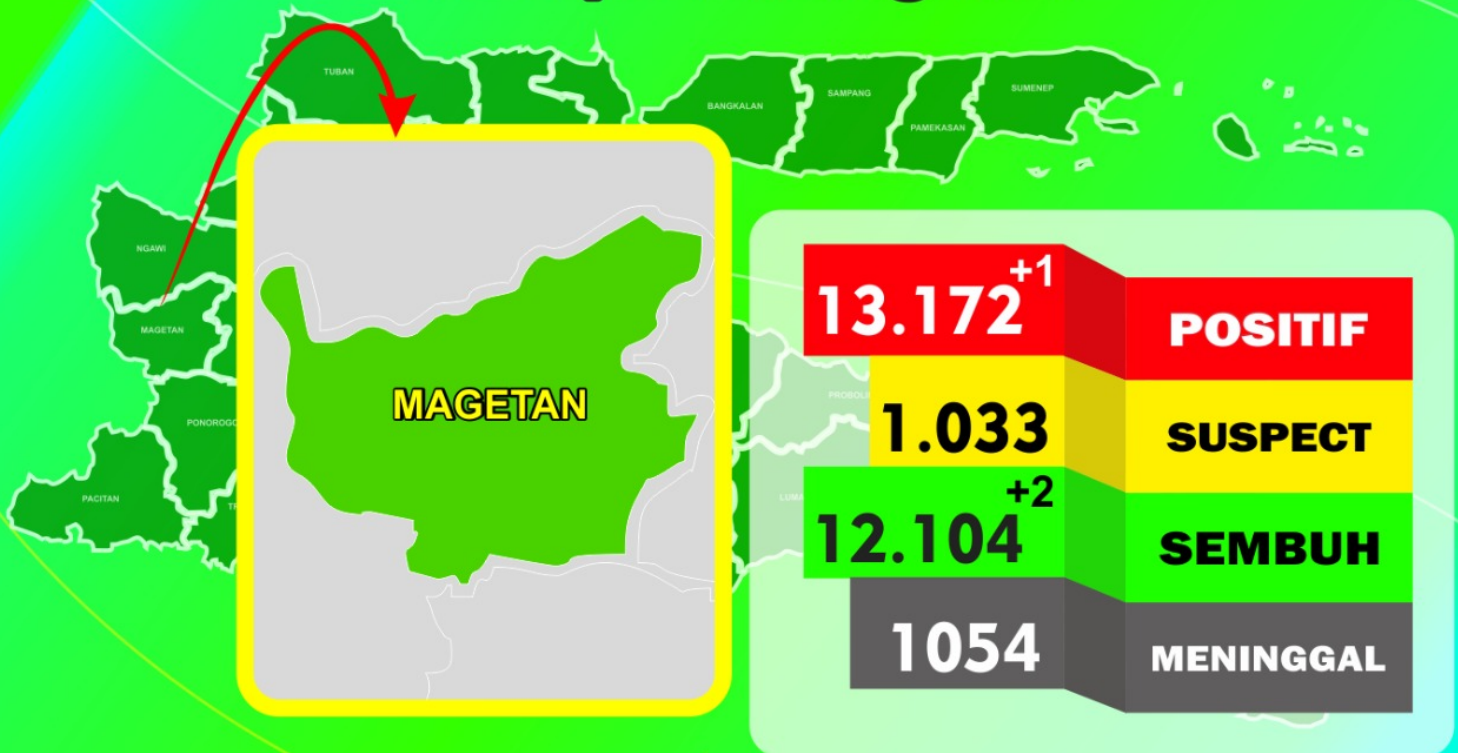 TUBAN
BANGKALAN
SAMPANG
PAMEKASAN
SUMENEP
NGAWI
MAGETAN
PONOROGO
PACITAN
MAGETAN
13.172 +1
POSITIF
1.033
SUSPECT
12.104 +2
SEMBUH
1054
MENINGGAL